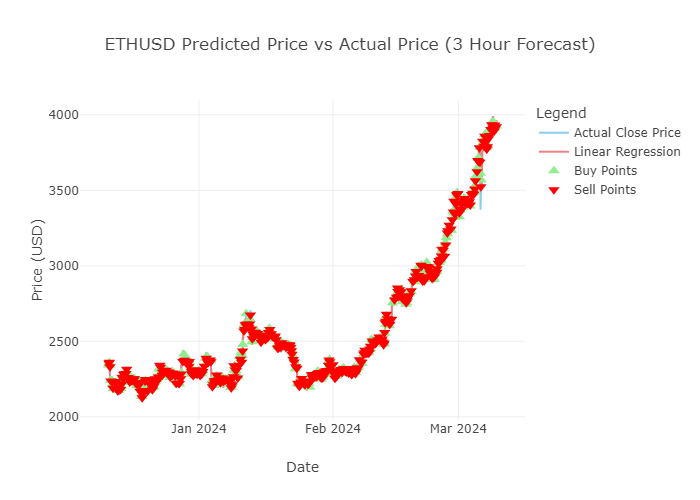 ETHUSD Predicted Price vs Actual Price (3 Hour Forecast)
Legend
Actual Close Price
Linear Regression
Buy Points
Sell Points
4000
3500
3000
2500
2000
Price (USD)
Jan 2024
Feb 2024
Mar 2024
Date